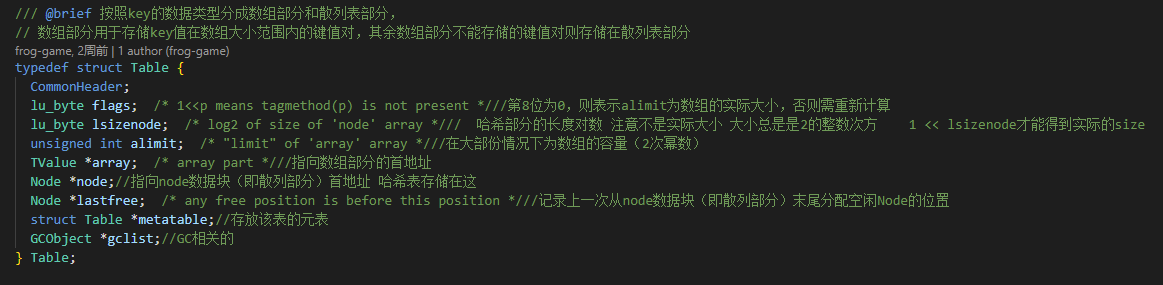 /// @brief 按照key的数据类型分成数组部分和散列表部分，
// 数组部分用于存储key值在数组大小范围内的键值对，其余数组部分不能存储的键值对则存储在散列表部分
frog-game, 2周前 | 1 author (frog-game)
typedef struct Table {
CommonHeader;
lu_byte flags;  /* 1<<p means tagmethod(p) is not present *///第8位为0，则表示alimit为数组的实际大小，否则需重新计算
lu_byte lsizenode;  /* log2 of size of 'node' array *///  哈希部分的长度对数 注意不是实际大小 大小总是是2的整数次方    1 << lsizenode才能得到实际的size
unsigned int alimit;  /* "limit" of 'array' array *///在大部份情况下为数组的容量（2次幂数）
TValue *array;  /* array part *///指向数组部分的首地址
Node *node;//指向node数据块（即散列部分）首地址 哈希表存储在这
Node *lastfree;  /* any free position is before this position *///记录上一次从node数据块（即散列部分）末尾分配空闲Node的位置
struct Table *metatable;//存放该表的元表
GCObject *gclist;//GC相关的
} Table;